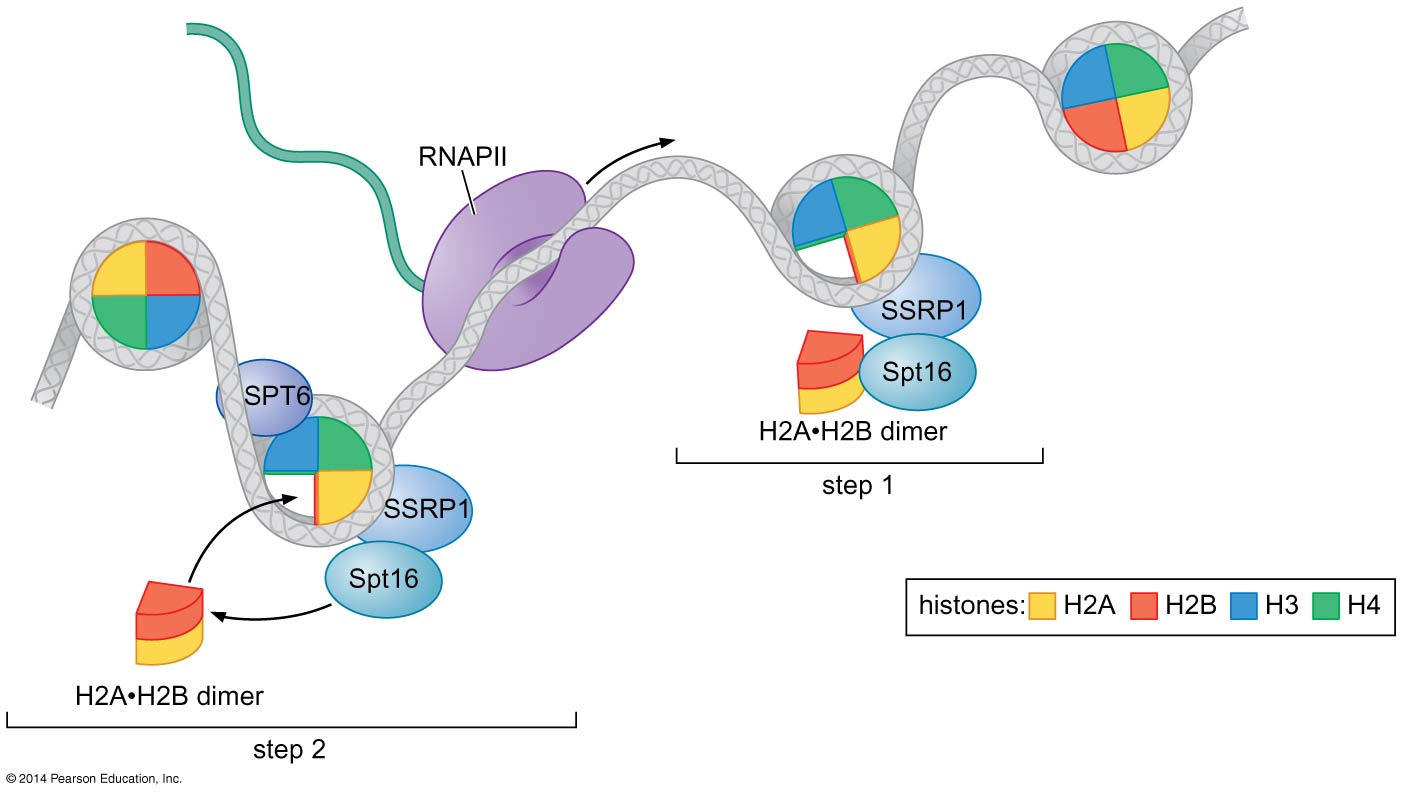 RNAPII
SSRP1
Spt16
H2A•H2B dimer
step 1
SPT6
SSRP1
Spt16
H2A•H2B dimer
step 2
histones: H2A H2B H3 H4
© 2014 Pearson Education, Inc.